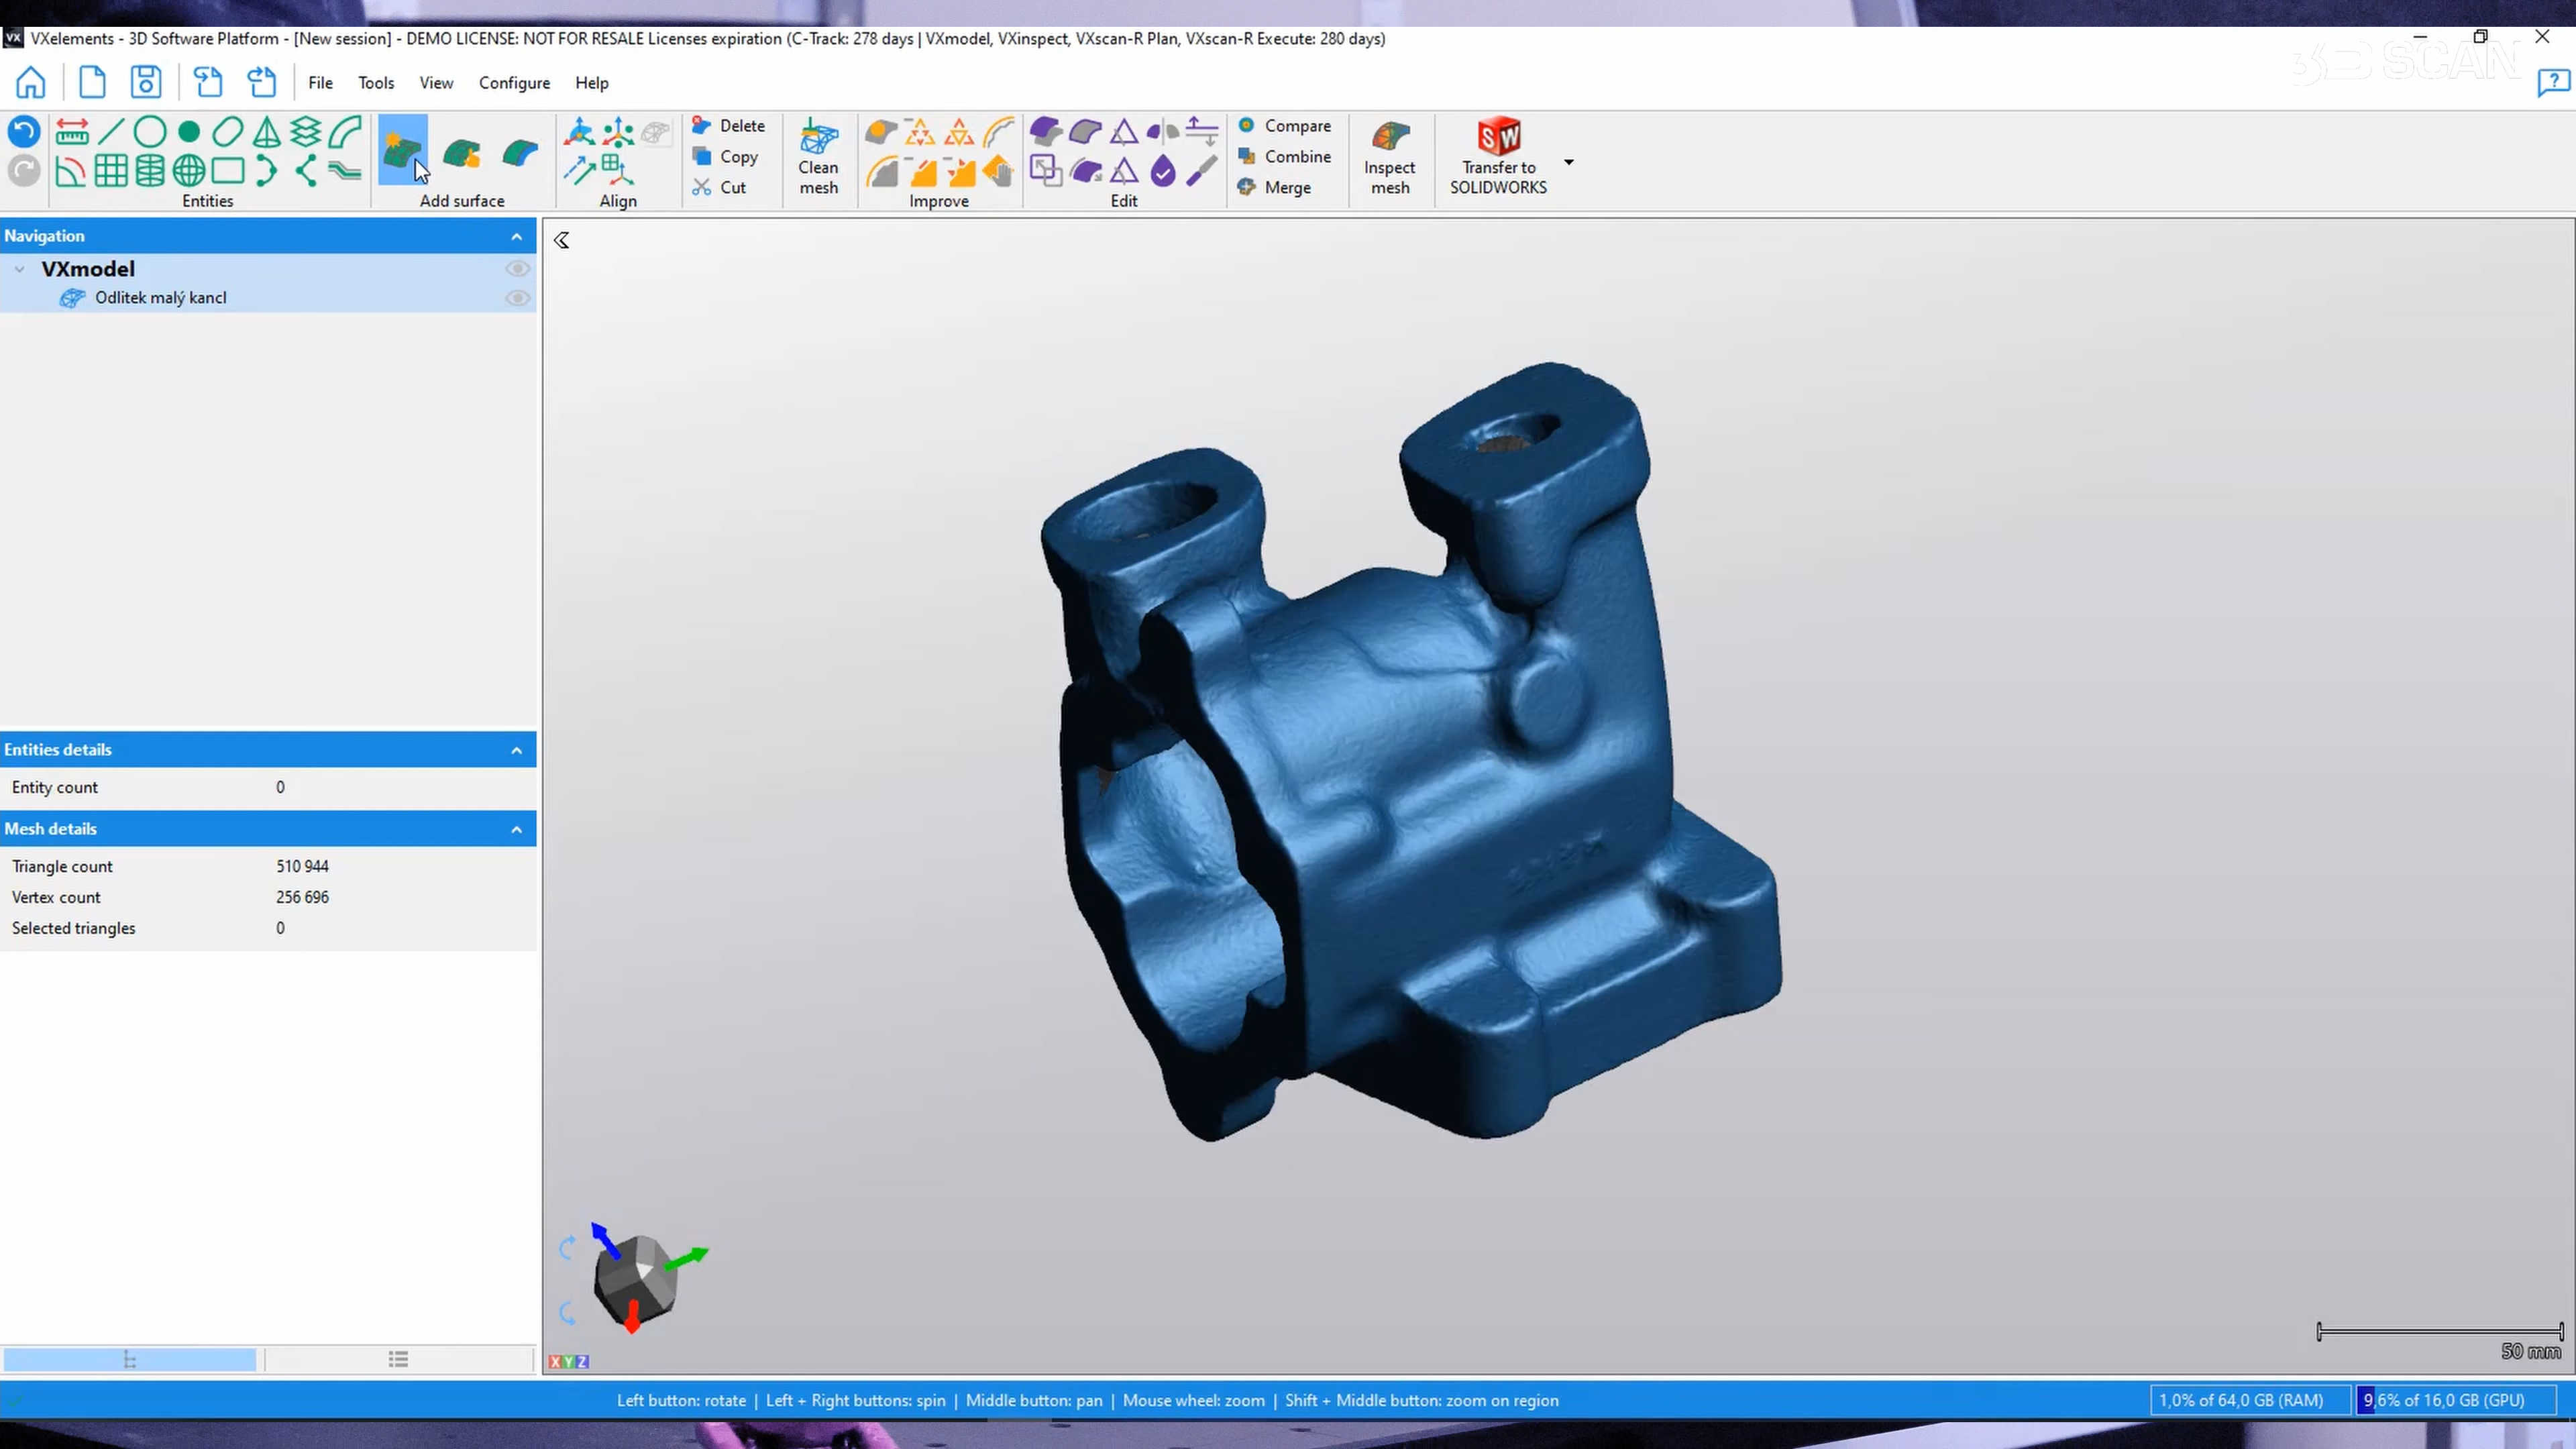 VXelements - 3D Software Platform - [New session] - DEMO LICENSE: NOT FOR RESALE Licenses expiration (C-Track: 278 days | VXmodel, VXinspect, VXscan-R Plan, VXscan-R Execute: 280 days)
3D SCAN
File Tools View Configure Help
Entities
Add surface
Align
Delete
Copy
Cut
Clean
mesh
Improve
Edit
Compare
Combine
Merge
Inspect
mesh
SW
Transfer to
SOLIDWORKS
Navigation
VXmodel
Odlitek malý kancl
Entities details
Entity count 0
Mesh details
Triangle count 510 944
Vertex count 256 696
Selected triangles 0
XYZ
50 mm
Left button: rotate | Left + Right buttons: spin | Middle button: pan | Mouse wheel: zoom | Shift + Middle button: zoom on region
1,0% of 64,0 GB (RAM)
9,6% of 16,0 GB (GPU)